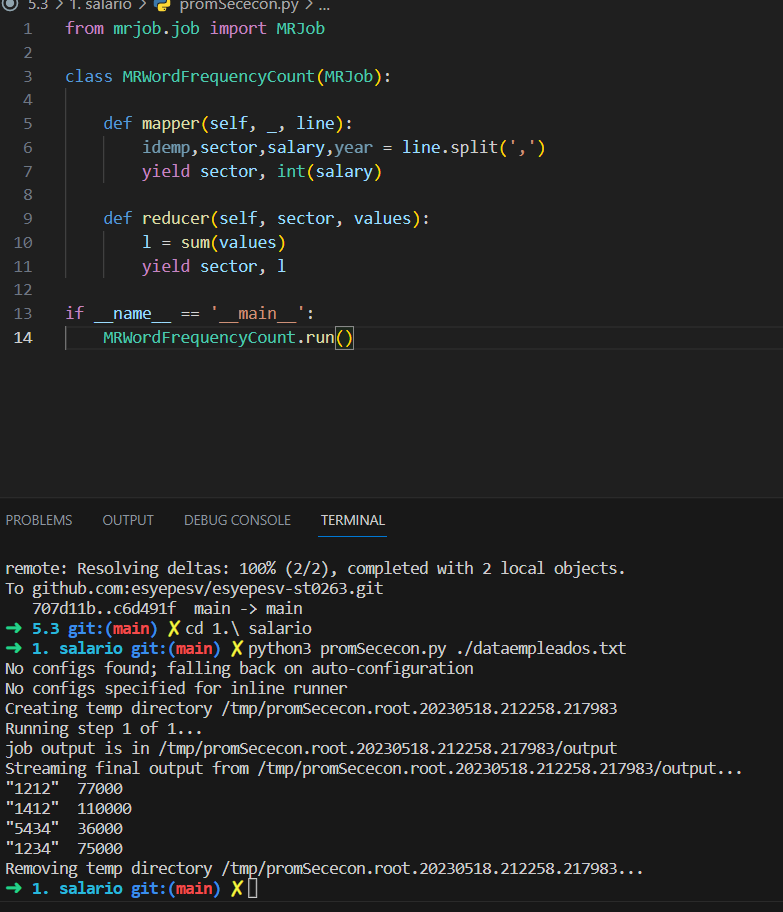 5.3 > 1. salario > promSececon.py > ...
1 from mrjob.job import MRJob
2
3 class MRWordFrequencyCount(MRJob):
4
5 def mapper(self, _, line):
6 idemp,sector,salary,year = line.split(',')
7 yield sector, int(salary)
8
9 def reducer(self, sector, values):
10 l = sum(values)
11 yield sector, l
12
13 if __name__ == '__main__':
14 MRWordFrequencyCount.run()
PROBLEMS OUTPUT DEBUG CONSOLE TERMINAL
remote: Resolving deltas: 100% (2/2), completed with 2 local objects.
To github.com:esyepesv/esyepesv-st0263.git
707d11b..c6d491f main -> main
➜ 5.3 git:(main) ✗ cd 1.\ salario
➜ 1. salario git:(main) ✗ python3 promSececon.py ./dataempleados.txt
No configs found; falling back on auto-configuration
No configs specified for inline runner
Creating temp directory /tmp/promSececon.root.20230518.212258.217983
Running step 1 of 1...
job output is in /tmp/promSececon.root.20230518.212258.217983/output
Streaming final output from /tmp/promSececon.root.20230518.212258.217983/output...
"1212" 77000
"1412" 110000
"5434" 36000
"1234" 75000
Removing temp directory /tmp/promSececon.root.20230518.212258.217983...
➜ 1. salario git:(main) ✗